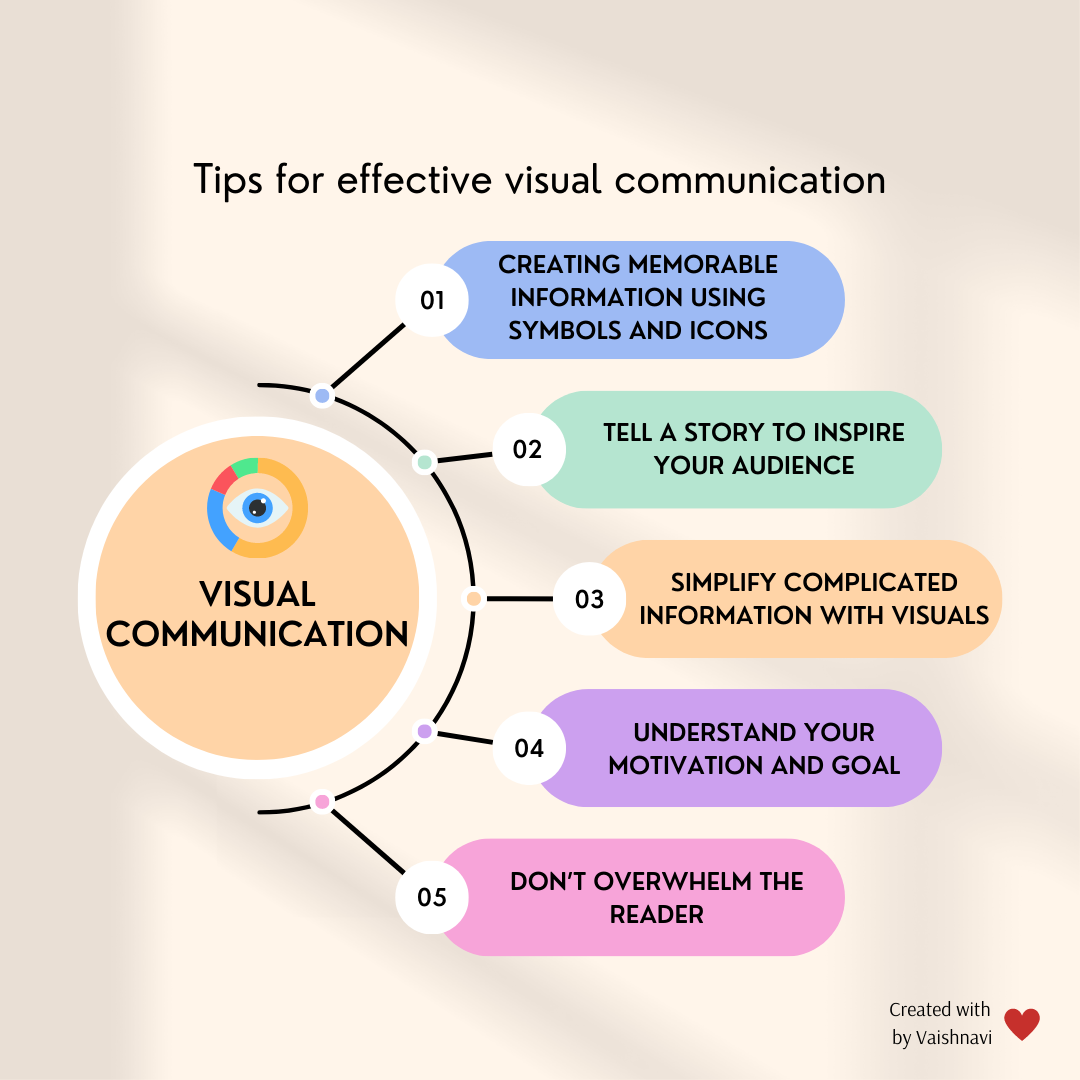 Tips for effective visual communication
01
CREATING MEMORABLE
INFORMATION USING
SYMBOLS AND ICONS
02
TELL A STORY TO INSPIRE
YOUR AUDIENCE
VISUAL
COMMUNICATION
03
SIMPLIFY COMPLICATED
INFORMATION WITH VISUALS
04
UNDERSTAND YOUR
MOTIVATION AND GOAL
05
DON'T OVERWHELM THE
READER
Created with
by Vaishnavi